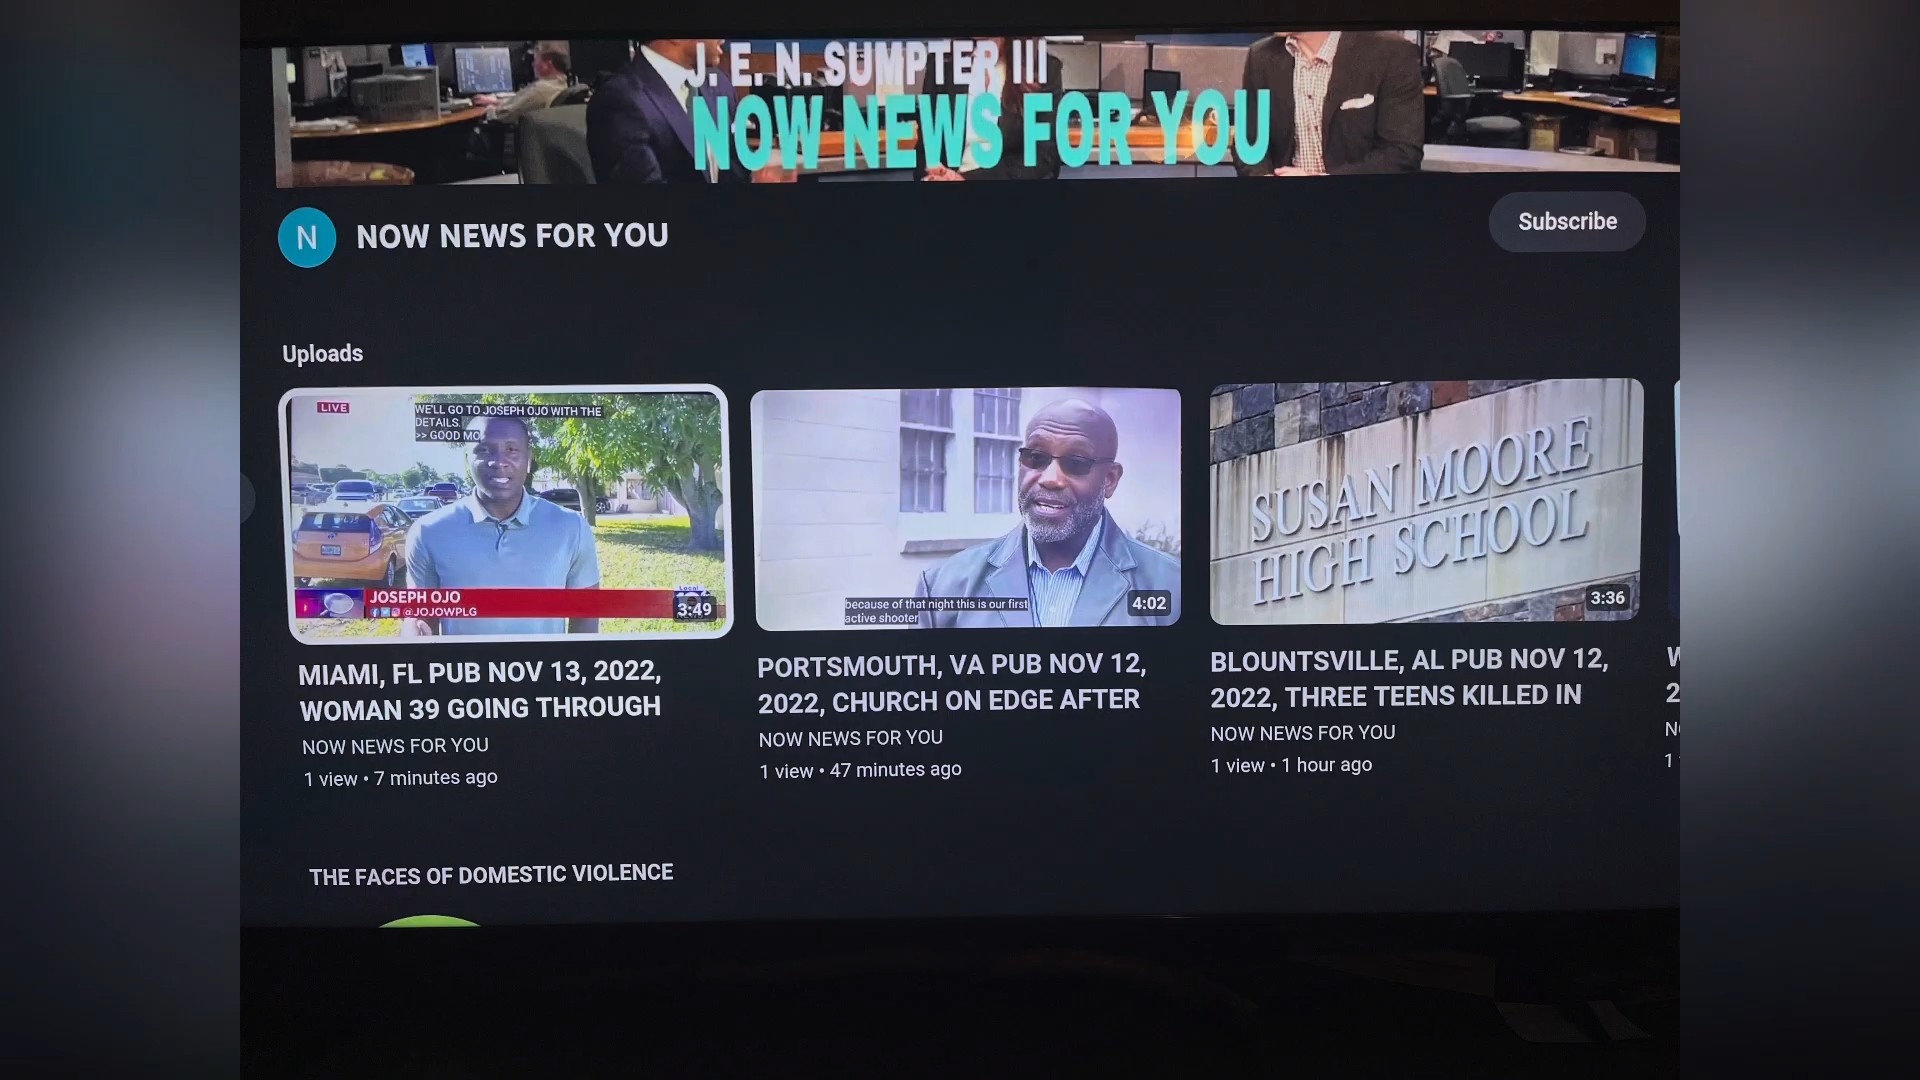 J. E. N. SUMPTER III
NOW NEWS FOR YOU
N
NOW NEWS FOR YOU
Subscribe
Uploads
LIVE
WE'LL GO TO JOSEPH OJO WITH THE
DETAILS.
>> GOOD MO
JOSEPH OJO
@JOJOWPLG
Local
3:49
MIAMI, FL PUB NOV 13, 2022,
WOMAN 39 GOING THROUGH
NOW NEWS FOR YOU
1 view • 7 minutes ago
because of that night this is our first
active shooter
4:02
PORTSMOUTH, VA PUB NOV 12,
2022, CHURCH ON EDGE AFTER
NOW NEWS FOR YOU
1 view • 47 minutes ago
SUSAN MOORE
HIGH SCHOOL
3:36
BLOUNTSVILLE, AL PUB NOV 12,
2022, THREE TEENS KILLED IN
NOW NEWS FOR YOU
1 view • 1 hour ago
THE FACES OF DOMESTIC VIOLENCE